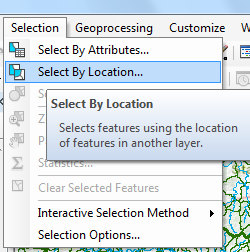 Selection Geoprocessing Customize W
Select By Attributes...
Select By Location...
Select By Location
Selects features using the location
of features in another layer.
Statistics...
Clear Selected Features
Interactive Selection Method
Selection Options...